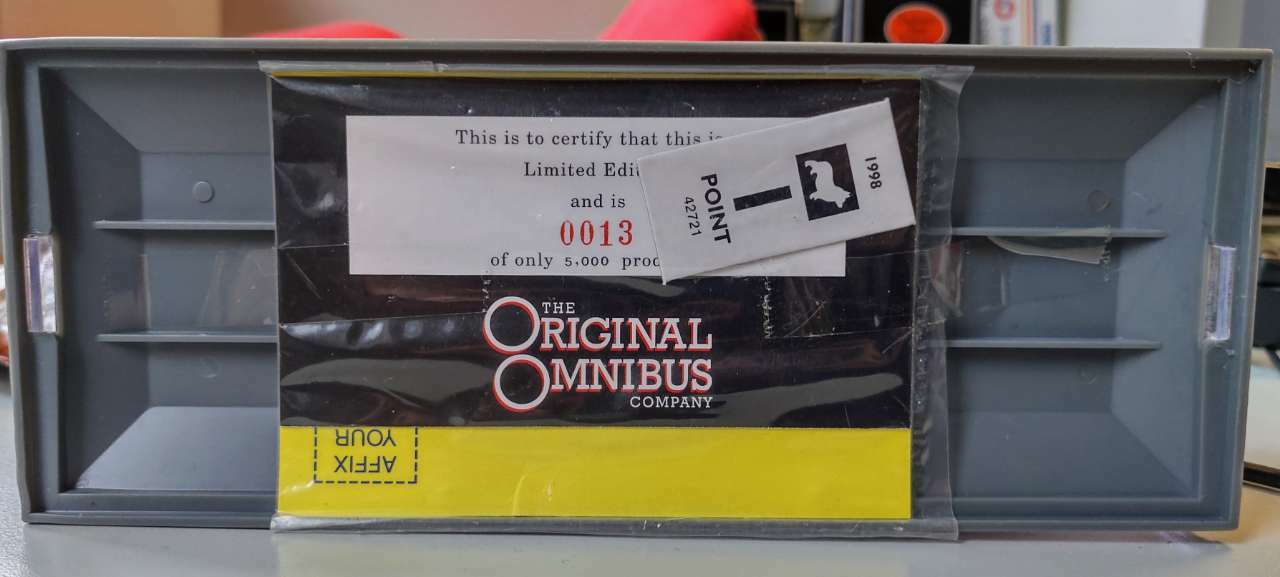 This is to certify that this is
Limited Edi
and is
0013
of only 5,000 prod
1998
1
POINT
42721
THE
ORIGINAL
OMNIBUS
COMPANY
AFFIX
YOUR